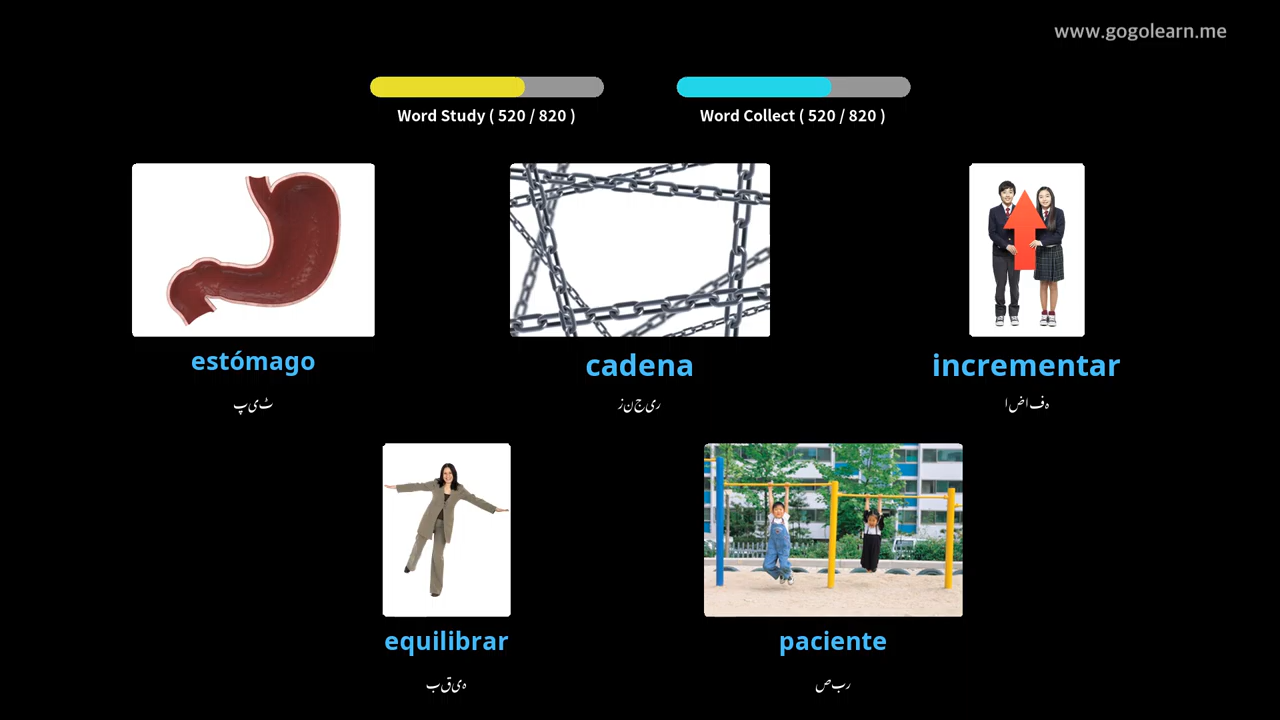 www.gogolearn.me
Word Study ( 520 / 820 )
Word Collect ( 520 / 820 )
estómago
cadena
incrementar
پیٹ
زنجیر
اضافہ
equilibrar
paciente
بقیہ
صبر